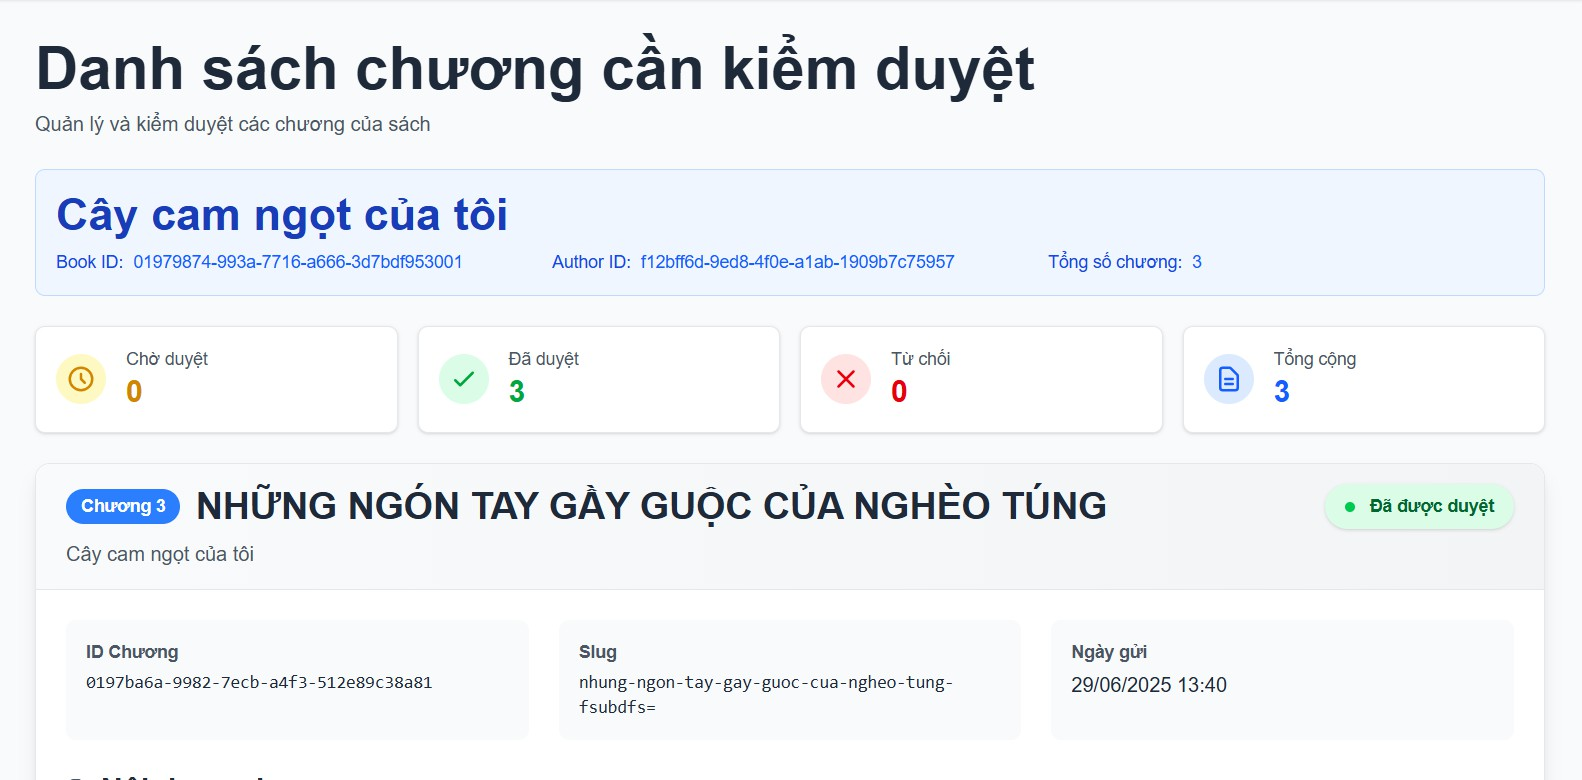 Danh sách chương cần kiểm duyệt
Quản lý và kiểm duyệt các chương của sách
Cây cam ngọt của tôi
Book ID: 01979874-993a-7716-a666-3d7bdf953001 Author ID: f12bff6d-9ed8-4f0e-a1ab-1909b7c75957 Tổng số chương: 3
Chờ duyệt Đã duyệt Từ chối Tổng cộng
0 3 0 3
Chương 3 NHỮNG NGÓN TAY GẦY GUỘC CỦA NGHÈO TÚNG Đã được duyệt
Cây cam ngọt của tôi
ID Chương Slug Ngày gửi
0197ba6a-9982-7ecb-a4f3-512e89c38a81 nhung-ngon-tay-gay-guoc-cua-ngheo-tung- 29/06/2025 13:40
fsubdfs=